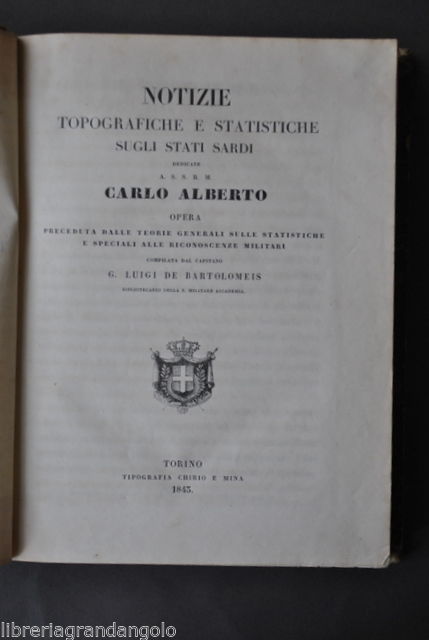 NOTIZIE
TOPOGRAFICHE E STATISTICHE
SUGLI STATI SARDI
DEDICATE
A. S. S. R. M.
CARLO ALBERTO
OPERA
PRECEDUTA DALLE TEORIE GENERALI SULLE STATISTICHE
E SPECIALI ALLE RICONOSCENZE MILITARI
COMPILATA DAL CAPITANO
G. LUIGI DE BARTOLOMEIS
BIBLIOTECARIO DELLA R. MILITARE ACCADEMIA.
TORINO
TIPOGRAFIA CHIRIO E MINA
1843.
libreriagrandangolo